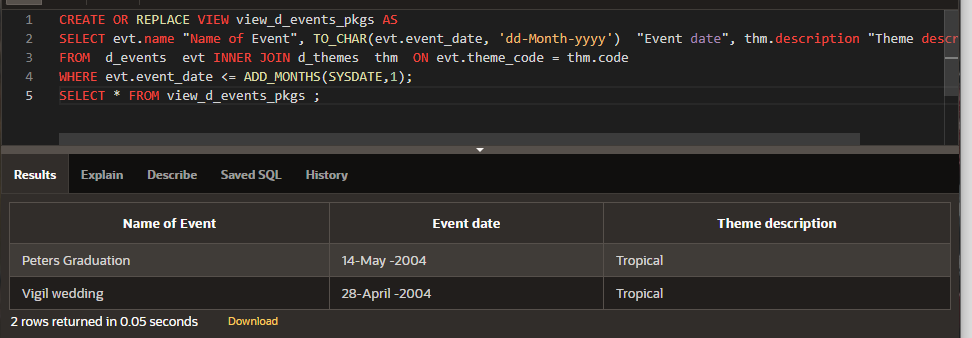 1 CREATE OR REPLACE VIEW view_d_events_pkgs AS
2 SELECT evt.name "Name of Event", TO_CHAR(evt.event_date, 'dd-Month-yyyy')  "Event date", thm.description "Theme descr
3 FROM  d_events  evt INNER JOIN d_themes  thm  ON evt.theme_code = thm.code
4 WHERE evt.event_date <= ADD_MONTHS(SYSDATE,1);
5 SELECT * FROM view_d_events_pkgs ;
Results Explain Describe Saved SQL History
Name of Event Event date Theme description
Peters Graduation 14-May -2004 Tropical
Vigil wedding 28-April -2004 Tropical
2 rows returned in 0.05 seconds Download